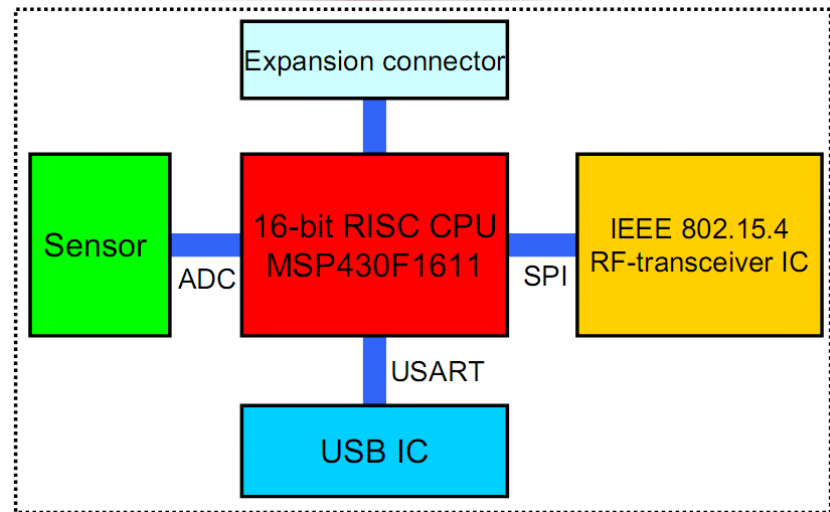 Expansion connector
Sensor
ADC
16-bit RISC CPU
MSP430F1611
SPI
IEEE 802.15.4
RF-transceiver IC
USART
USB IC